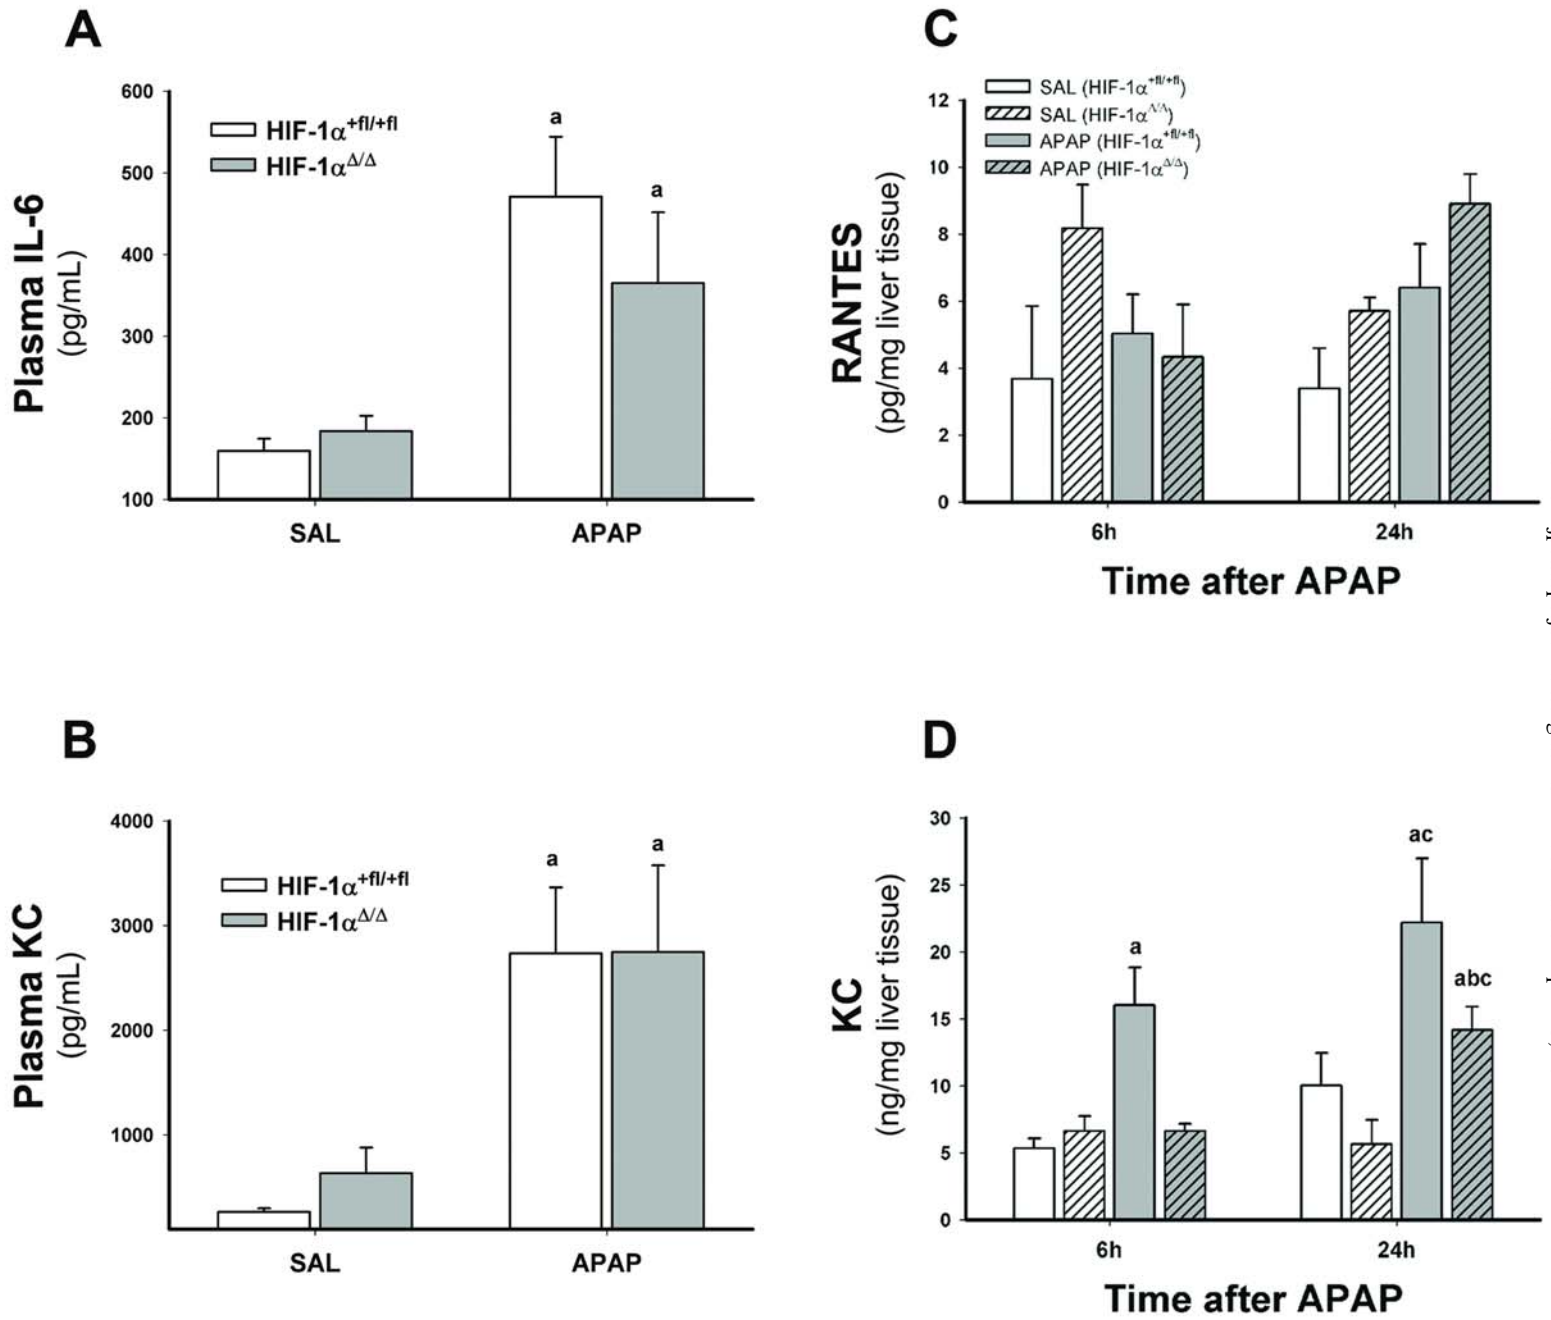 A
Plasma IL-6
(pg/mL)
600
500
400
300
200
100
HIF-1α+fl/+fl
HIF-1αΔ/Δ
a
a
SAL
APAP
C
RANTES
(pg/mg liver tissue)
12
10
8
6
4
2
0
SAL (HIF-1α+fl/+fl)
SAL (HIF-1αΔ/Δ)
APAP (HIF-1α+fl/+fl)
APAP (HIF-1αΔ/Δ)
6h
24h
Time after APAP
B
Plasma KC
(pg/mL)
4000
3000
2000
1000
HIF-1α+fl/+fl
HIF-1αΔ/Δ
a
a
SAL
APAP
D
KC
(ng/mg liver tissue)
30
25
20
15
10
5
0
a
ac
abc
6h
24h
Time after APAP